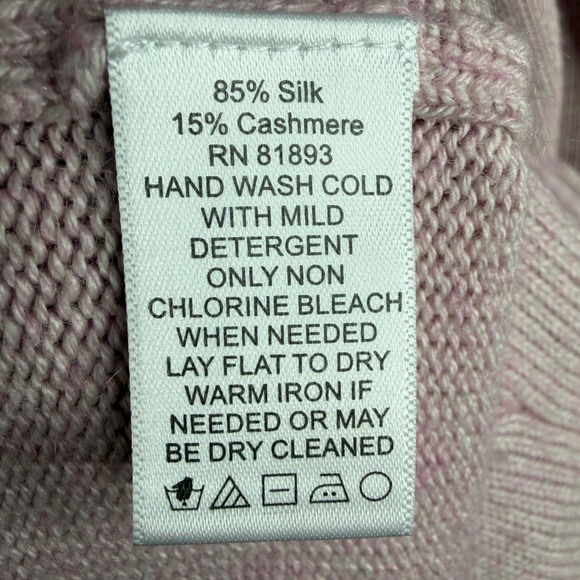 85% Silk
15% Cashmere
RN 81893
HAND WASH COLD
WITH MILD
DETERGENT
ONLY NON
CHLORINE BLEACH
WHEN NEEDED
LAY FLAT TO DRY
WARM IRON IF
NEEDED OR MAY
BE DRY CLEANED